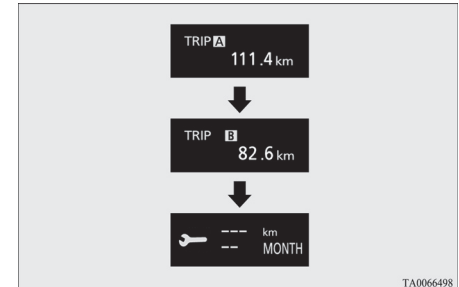 TRIP A
111.4 km
TRIP B
82.6 km
--- km
-- MONTH
TA0066498